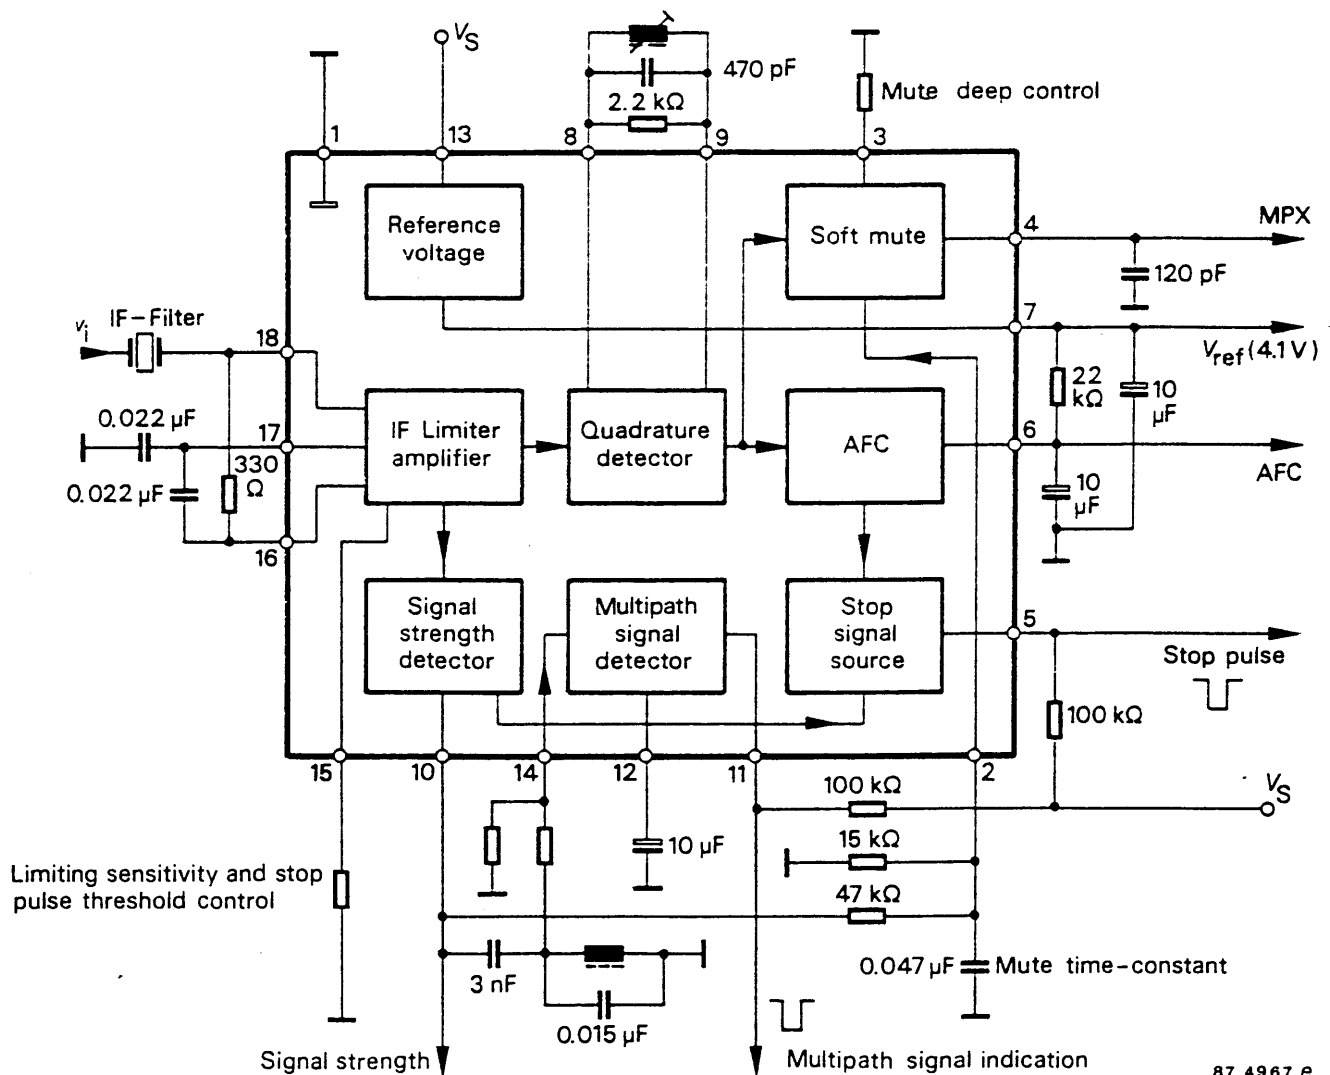 V_S
470 pF
2.2 kΩ
Mute deep control
1
13
8
9
3
Reference
voltage
Soft mute
4
MPX
120 pF
IF-Filter
v_i
18
7
V_ref (4.1 V)
22
kΩ
10
µF
0.022 µF
17
330
Ω
0.022 µF
16
IF Limiter
amplifier
Quadrature
detector
AFC
6
AFC
10
µF
Signal
strength
detector
Multipath
signal
detector
Stop
signal
source
5
Stop pulse
100 kΩ
15
10
14
12
11
2
100 kΩ
V_S
10 µF
15 kΩ
47 kΩ
Limiting sensitivity and stop
pulse threshold control
3 nF
0.015 µF
0.047 µF
Mute time-constant
Signal strength
Multipath signal indication
87 4967 e